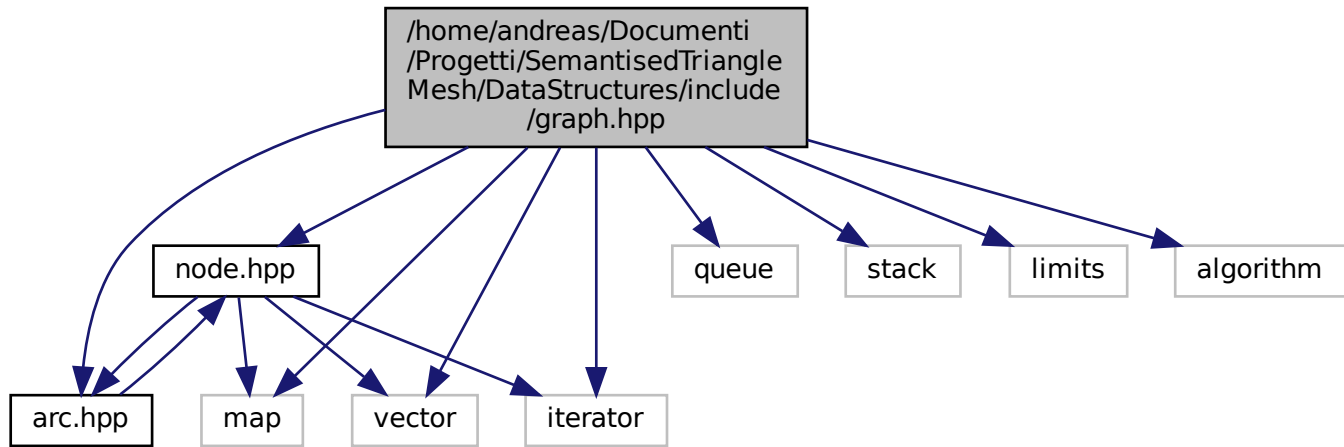 /home/andreas/Documenti
/Progetti/SemantisedTriangle
Mesh/DataStructures/include
/graph.hpp
node.hpp
queue
stack
limits
algorithm
arc.hpp
map
vector
iterator